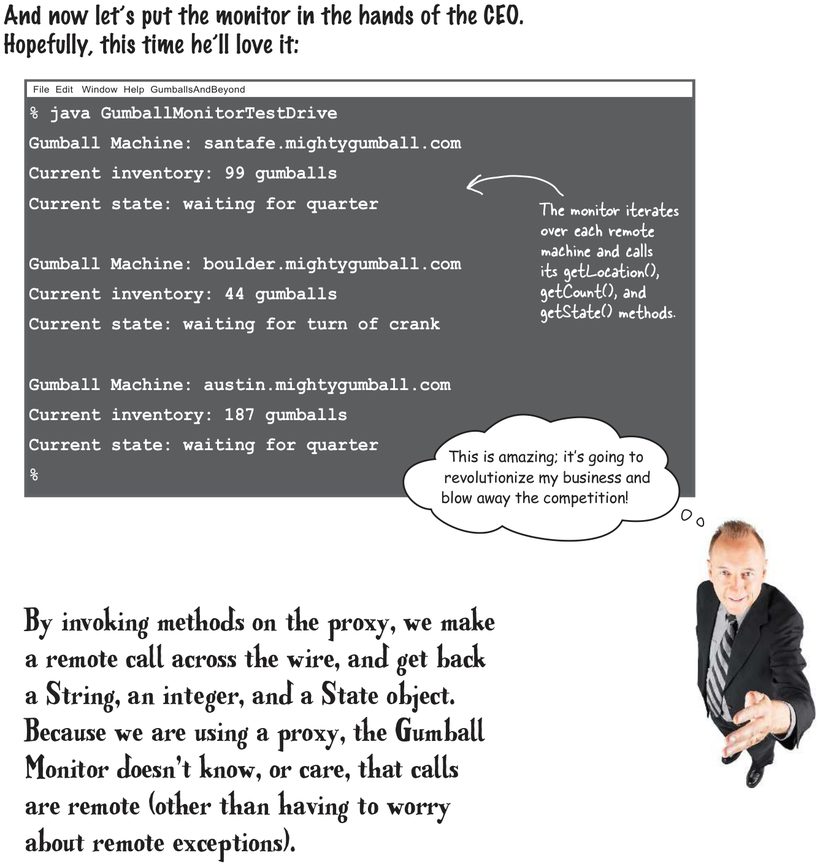 And now let's put the monitor in the hands of the CEO.
Hopefully, this time he'll love it:
File Edit Window Help GumballsAndBeyond
% java GumballMonitorTestDrive
Gumball Machine: santafe.mightygumball.com
Current inventory: 99 gumballs
Current state: waiting for quarter
Gumball Machine: boulder.mightygumball.com
Current inventory: 44 gumballs
Current state: waiting for turn of crank
Gumball Machine: austin.mightygumball.com
Current inventory: 187 gumballs
Current state: waiting for quarter
%
The monitor iterates
over each remote
machine and calls
its getLocation(),
getCount(), and
getState() methods.
This is amazing; it's going to
revolutionize my business and
blow away the competition!
By invoking methods on the proxy, we make
a remote call across the wire, and get back
a String, an integer, and a State object.
Because we are using a proxy, the Gumball
Monitor doesn't know, or care, that calls
are remote (other than having to worry
about remote exceptions).